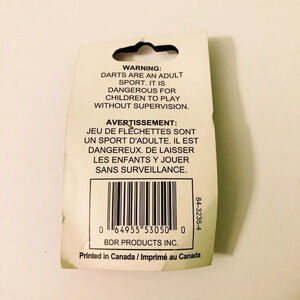 WARNING:
DARTS ARE AN ADULT
SPORT. IT IS
DANGEROUS FOR
CHILDREN TO PLAY
WITHOUT SUPERVISION.
AVERTISSEMENT:
JEU DE FLÉCHETTES SONT
UN SPORT D'ADULTE. IL EST
DANGEREUX. DE LAISSER
LES ENFANTS Y JOUER
SANS SURVEILLANCE.
84-3235-4
0 64955 53050 0
BDR PRODUCTS INC.
Printed in Canada / Imprimé au Canada